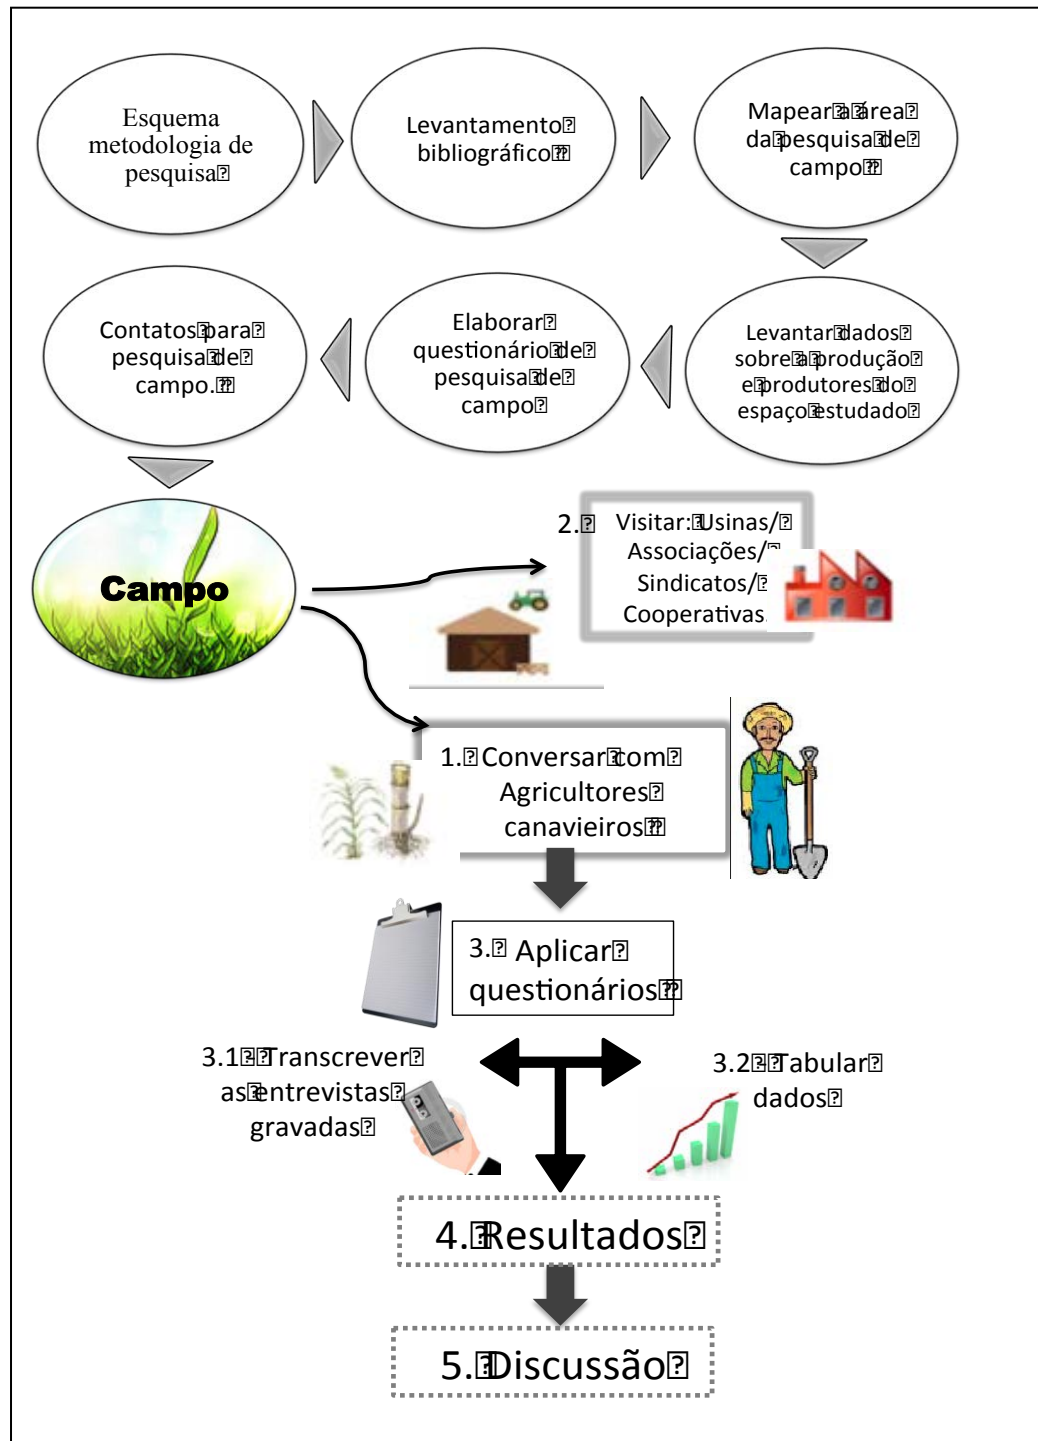 Esquema
metodologia de
pesquisa
Levantamento
bibliográfico
Mapear a área
da pesquisa de
campo
Levantar dados
sobre a produção
e produtores do
espaço estudado
Elaborar
questionário de
pesquisa de
campo
Contatos para
pesquisa de
campo.
Campo
2. Visitar: Usinas/
Associações/
Sindicatos/
Cooperativas.
1. Conversar com
Agricultores
canavieiros
3. Aplicar
questionários
3.1 - Transcrever
as entrevistas
gravadas
3.2 - Tabular
dados
4. Resultados
5. Discussão